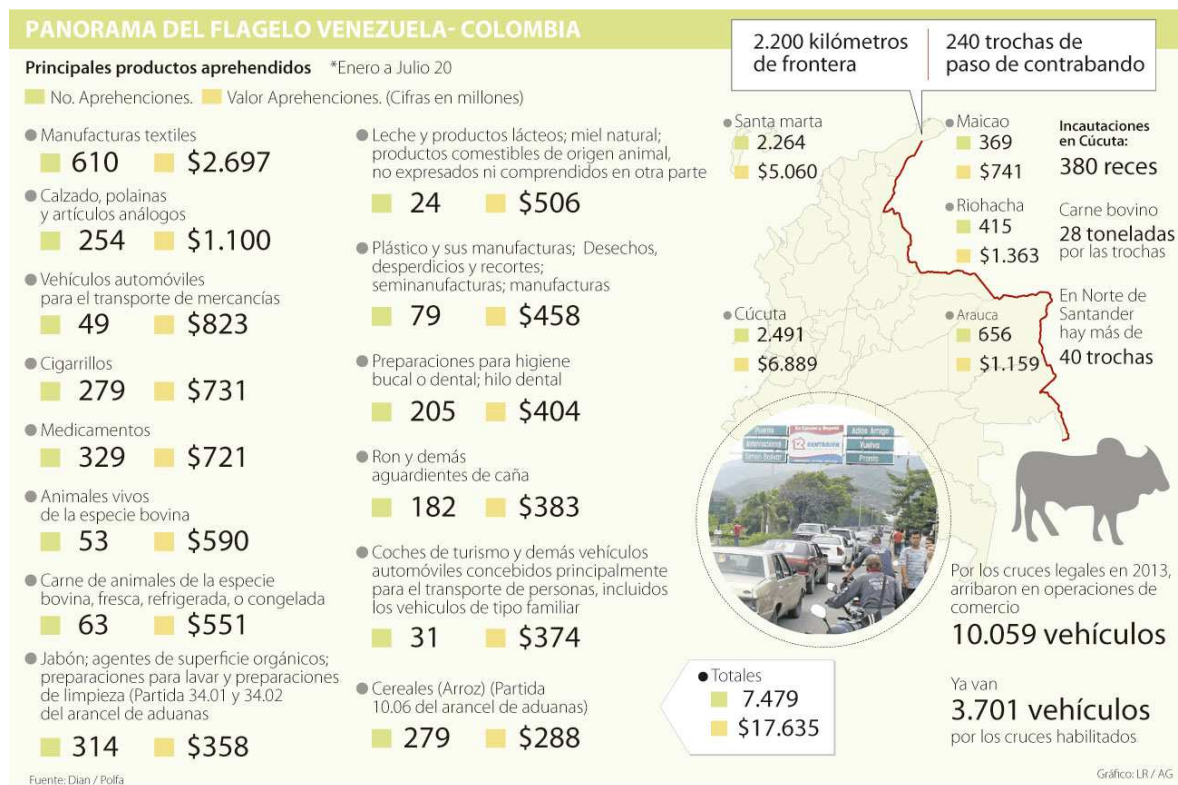 PANORAMA DEL FLAGELO VENEZUELA- COLOMBIA
Principales productos aprehendidos *Enero a Julio 20
No. Aprehenciones. Valor Aprehenciones. (Cifras en millones)
Manufacturas textiles
610 $2.697
Calzado, polainas
y artículos análogos
254 $1.100
Vehículos automóviles
para el transporte de mercancías
49 $823
Cigarrillos
279 $731
Medicamentos
329 $721
Animales vivos
de la especie bovina
53 $590
Carne de animales de la especie
bovina, fresca, refrigerada, o congelada
63 $551
Jabón; agentes de superficie orgánicos;
preparaciones para lavar y preparaciones
de limpieza (Partida 34.01 y 34.02
del arancel de aduanas
314 $358
Leche y productos lácteos; miel natural;
productos comestibles de origen animal,
no expresados ni comprendidos en otra parte
24 $506
Plástico y sus manufacturas; Desechos,
desperdicios y recortes;
seminanufacturas; manufacturas
79 $458
Preparaciones para higiene
bucal o dental; hilo dental
205 $404
Ron y demás
aguardientes de caña
182 $383
Coches de turismo y demás vehículos
automóviles concebidos principalmente
para el transporte de personas, incluidos
los vehiculos de tipo familiar
31 $374
Cereales (Arroz) (Partida
10.06 del arancel de aduanas)
279 $288
2.200 kilómetros
de frontera
240 trochas de
paso de contrabando
Santa marta
2.264
$5.060
Maicao
369
$741
Riohacha
415
$1.363
Cúcuta
2.491
$6.889
Arauca
656
$1.159
Incautaciones
en Cúcuta:
380 reces
Carne bovino
28 toneladas
por las trochas
En Norte de
Santander
hay más de
40 trochas
Puente
Internacional
Simón Bolívar
Adios Amigo
Vuelva
Pronto
Totales
7.479
$17.635
Por los cruces legales en 2013,
arribaron en operaciones de
comercio
10.059 vehículos
Ya van
3.701 vehículos
por los cruces habilitados
Fuente: Dian / Polfa
Gráfico: LR / AG